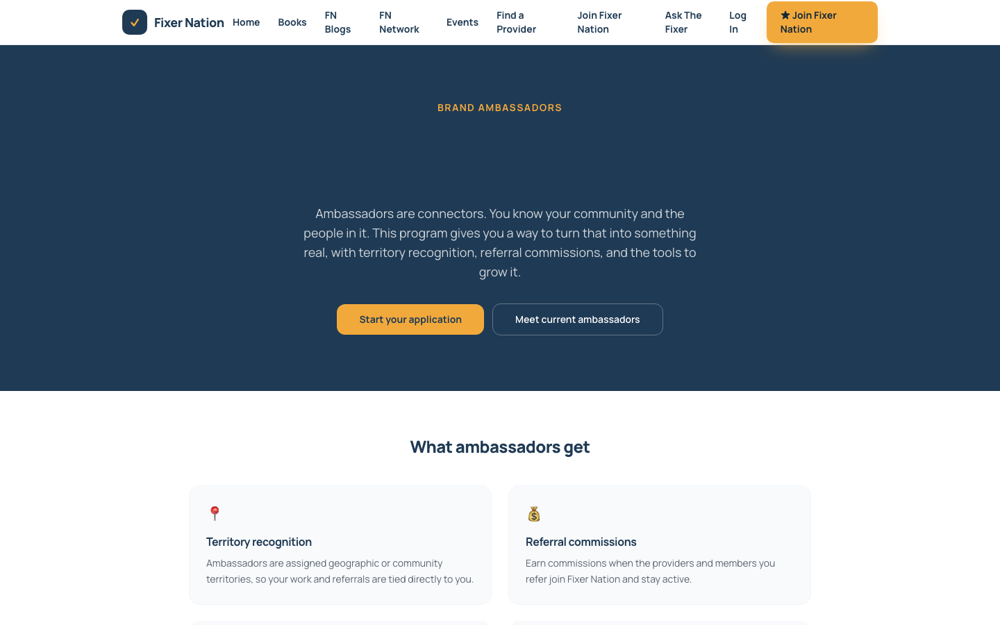 Fixer Nation
Home
Books
FN
Blogs
FN
Network
Events
Find a
Provider
Join Fixer
Nation
Ask The
Fixer
Log
In
★ Join Fixer
Nation
BRAND AMBASSADORS
Ambassadors are connectors. You know your community and the
people in it. This program gives you a way to turn that into something
real, with territory recognition, referral commissions, and the tools to
grow it.
Start your application
Meet current ambassadors
What ambassadors get
Territory recognition
Ambassadors are assigned geographic or community
territories, so your work and referrals are tied directly to you.
Referral commissions
Earn commissions when the providers and members you
refer join Fixer Nation and stay active.